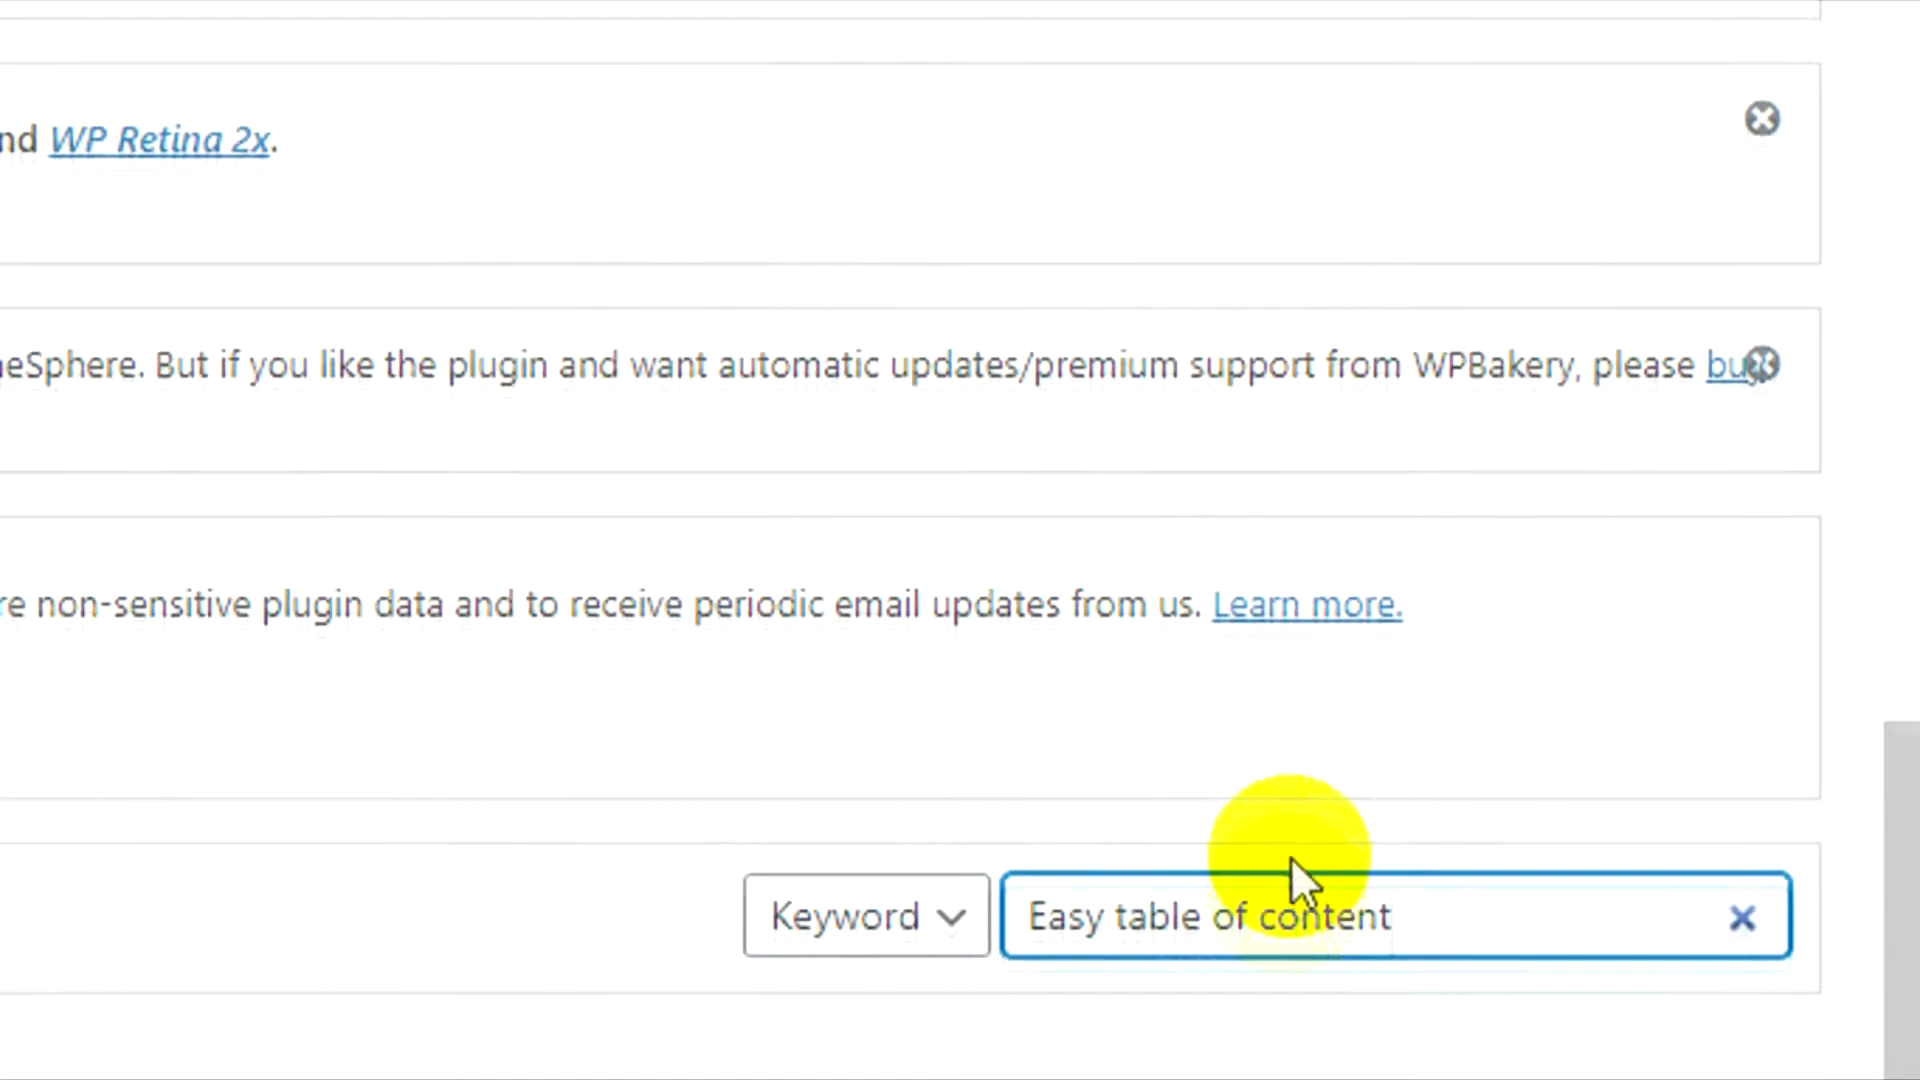 nd WP Retina 2x.
eSphere. But if you like the plugin and want automatic updates/premium support from WPBakery, please buy
re non-sensitive plugin data and to receive periodic email updates from us. Learn more.
Keyword Easy table of content